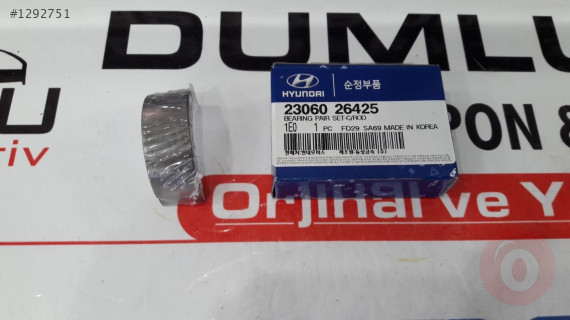 #1292751
DUMLU
HYUNDAI
순정부품
23060 26425
BEARING PAIR SET-C/ROD
1E0 1 PC FD29 SA69 MADE IN KOREA
PON &
tiv
Orjinal ve Y